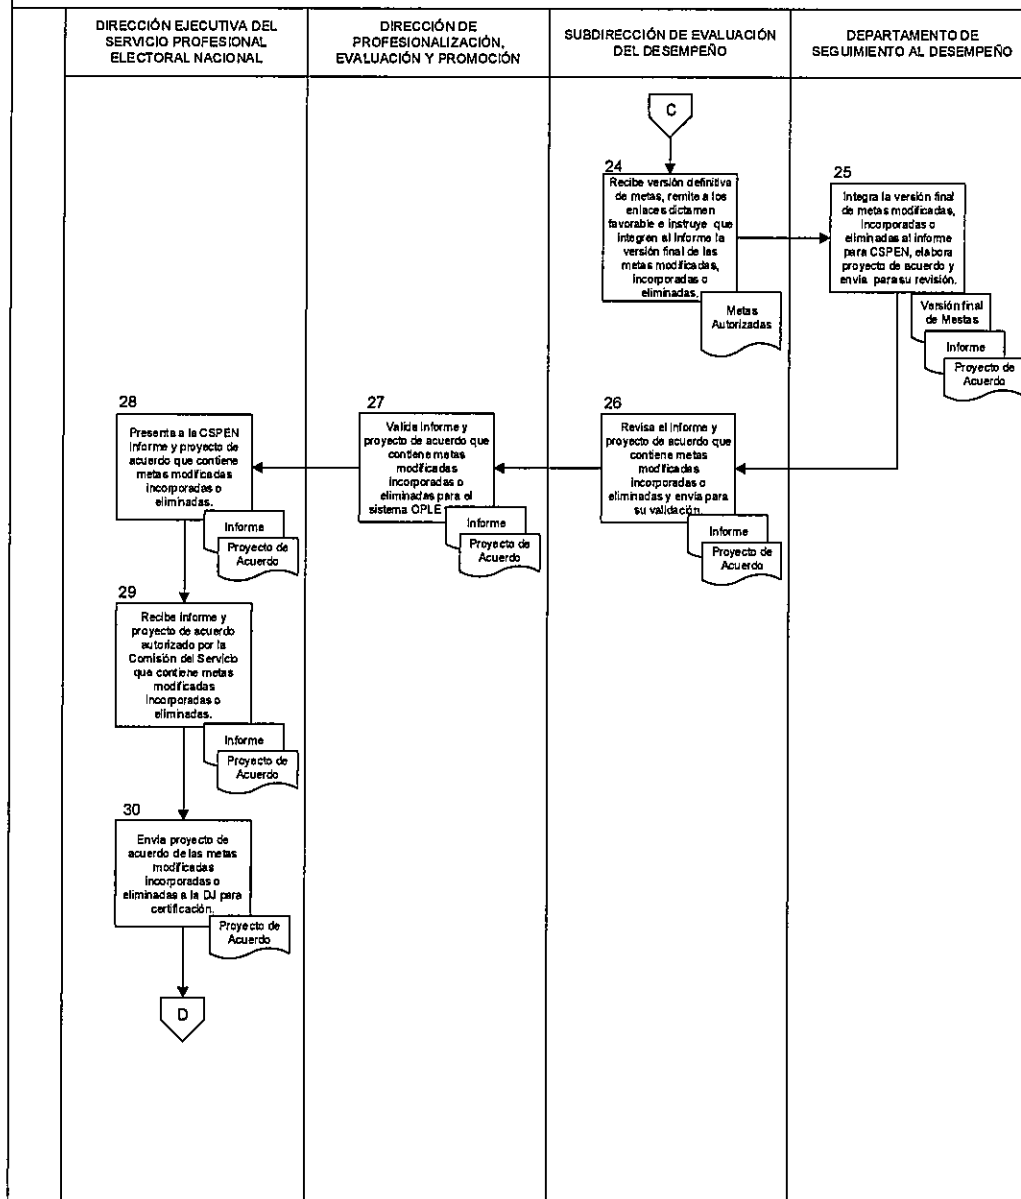 DIRECCIÓN EJECUTIVA DEL
SERVICIO PROFESIONAL
ELECTORAL NACIONAL
DIRECCIÓN DE
PROFESIONALIZACIÓN,
EVALUACIÓN Y PROMOCIÓN
SUBDIRECCIÓN DE EVALUACIÓN
DEL DESEMPEÑO
DEPARTAMENTO DE
SEGUIMIENTO AL DESEMPEÑO
C
24
Recibe versión definitiva
de metas, remite a los
enlaces dictamen
favorable e instruye que
integren al informe la
versión final de las
metas modificadas,
incorporadas o
eliminadas.
Metas
Autorizadas
25
Integra la versión final
de metas modificadas,
incorporadas o
eliminadas al informe
para CSPEN, elabora
proyecto de acuerdo y
envía para su revisión.
Versión final
de Mestas
Informe
Proyecto de
Acuerdo
26
Revisa el informe y
proyecto de acuerdo que
contiene metas
modificadas
incorporadas o
eliminadas y envía para
su validación.
Informe
Proyecto de
Acuerdo
27
Valida informe y
proyecto de acuerdo que
contiene metas
modificadas
incorporadas o
eliminadas para el
sistema OPLE
Informe
Proyecto de
Acuerdo
28
Presenta a la CSPEN
informe y proyecto de
acuerdo que contiene
metas modificadas
incorporadas o
eliminadas.
Informe
Proyecto de
Acuerdo
29
Recibe informe y
proyecto de acuerdo
autorizado por la
Comisión del Servicio
que contiene metas
modificadas
incorporadas o
eliminadas.
Informe
Proyecto de
Acuerdo
30
Envía proyecto de
acuerdo de las metas
modificadas
incorporadas o
eliminadas a la DJ para
certificación.
Proyecto de
Acuerdo
D